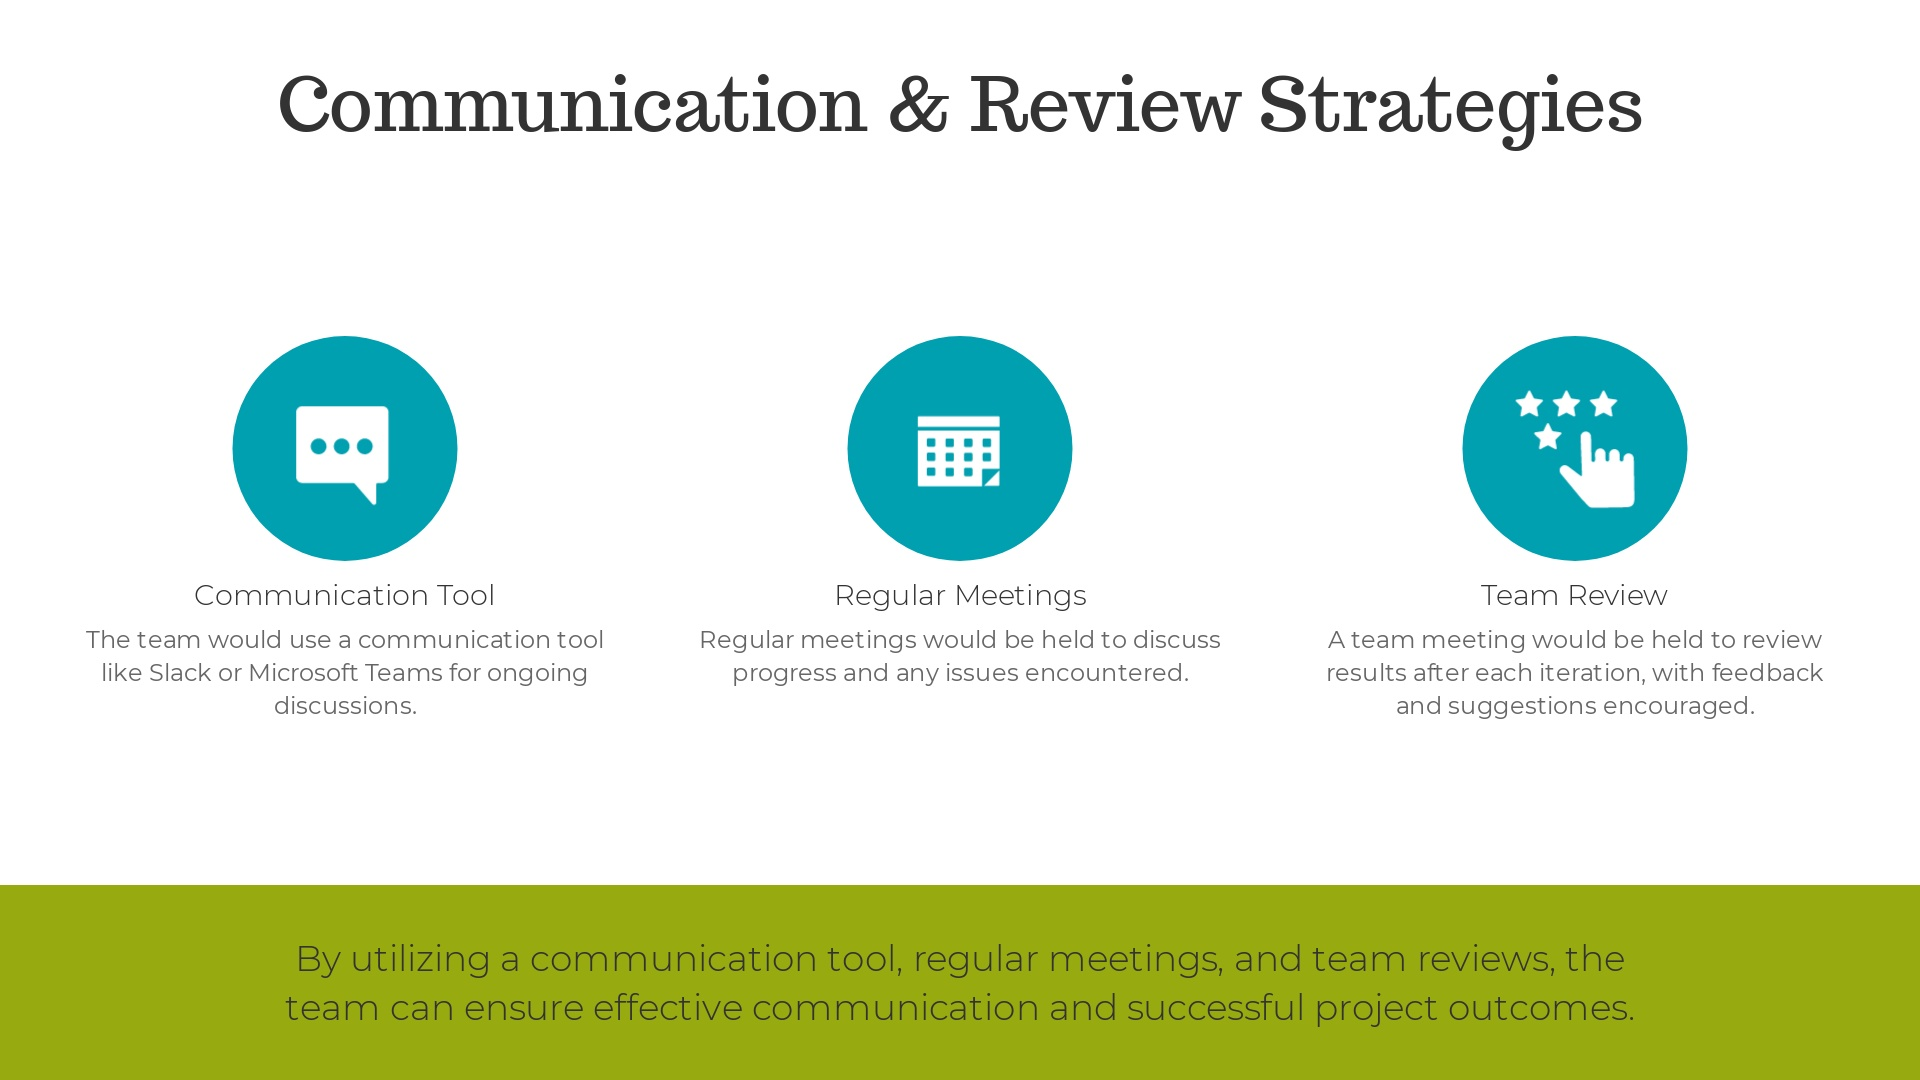 Communication & Review Strategies
Communication Tool
The team would use a communication tool
like Slack or Microsoft Teams for ongoing
discussions.
Regular Meetings
Regular meetings would be held to discuss
progress and any issues encountered.
Team Review
A team meeting would be held to review
results after each iteration, with feedback
and suggestions encouraged.
By utilizing a communication tool, regular meetings, and team reviews, the
team can ensure effective communication and successful project outcomes.